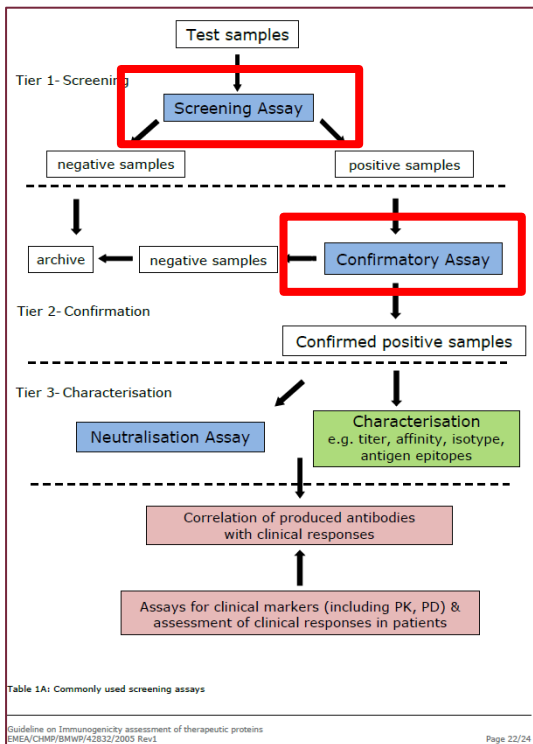 Test samples
Tier 1- Screening
Screening Assay
negative samples
positive samples
archive
negative samples
Confirmatory Assay
Tier 2- Confirmation
Confirmed positive samples
Tier 3- Characterisation
Neutralisation Assay
Characterisation
e.g. titer, affinity, isotype,
antigen epitopes
Correlation of produced antibodies
with clinical responses
Assays for clinical markers (including PK, PD) &
assessment of clinical responses in patients
Table 1A: Commonly used screening assays
Guideline on Immunogenicity assessment of therapeutic proteins
EMEA/CHMP/BMWP/42832/2005 Rev1
Page 22/24